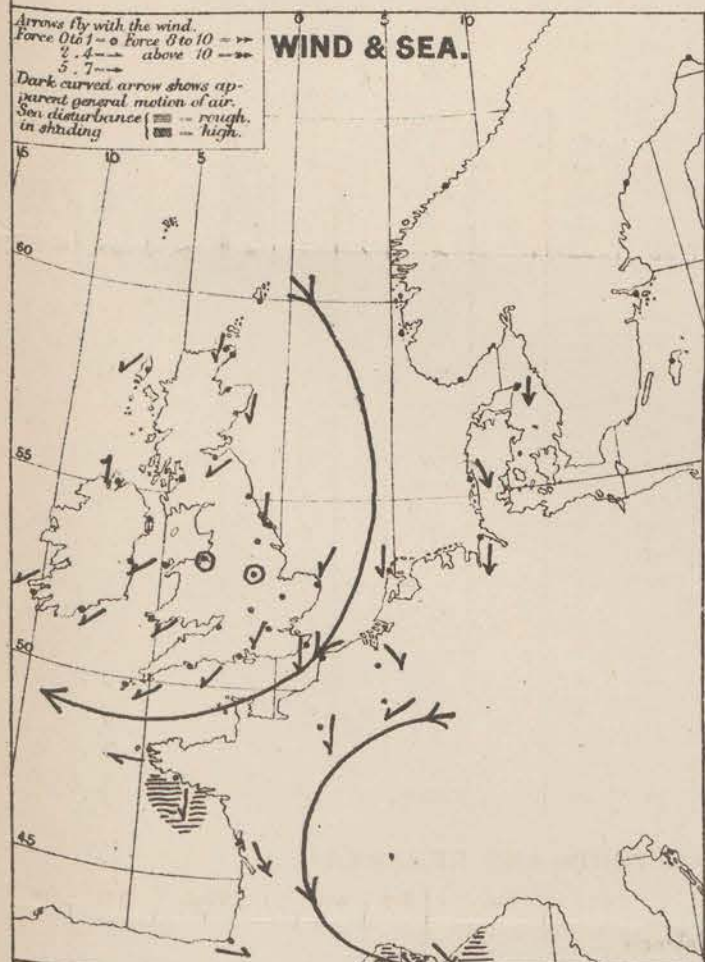 5 0 5 10
Arrows fly with the wind.
Force 0 to 1 = o Force 8 to 10 =
2 . 4 = above 10 =
5 . 7 =
WIND & SEA.
Dark curved arrow shows ap-
parent general motion of air.
Sea disturbance { = rough.
in shading { = high.
15 10 5
60
55
50
45